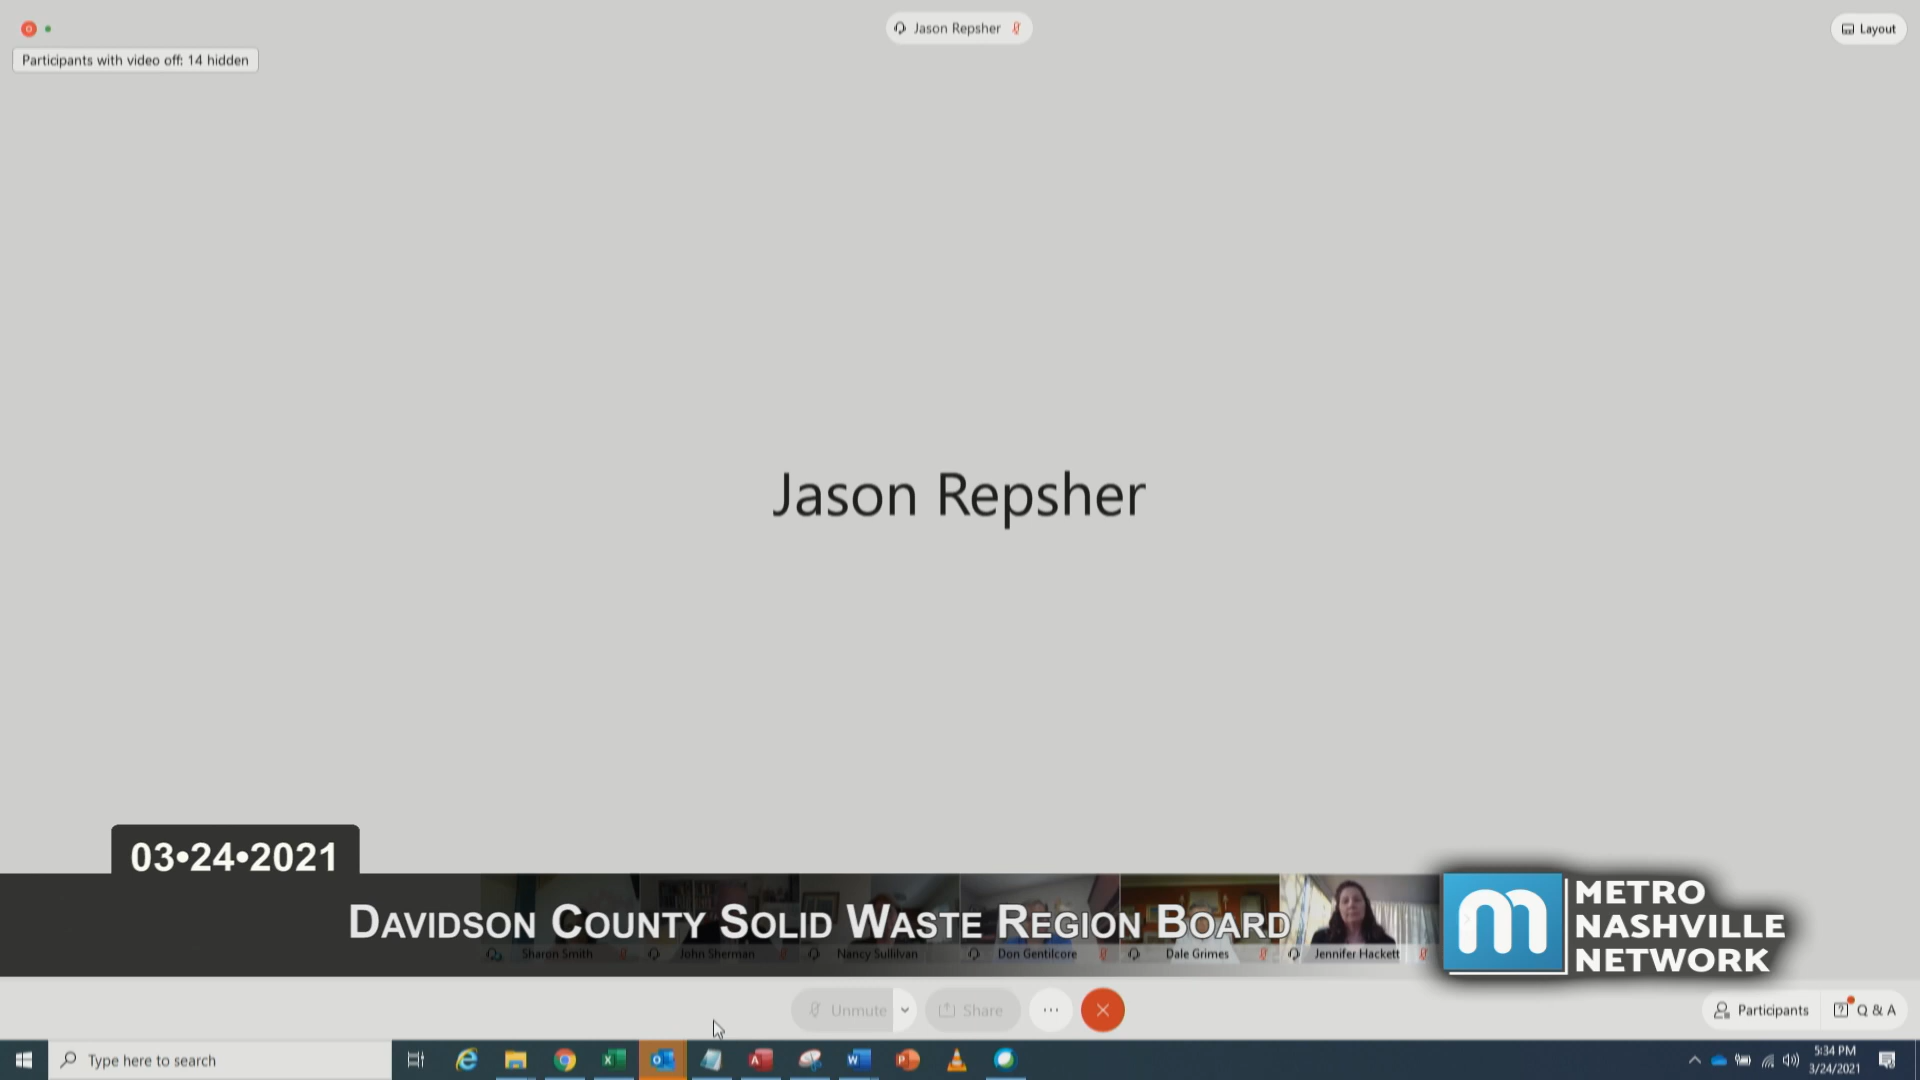 Jason Repsher
Layout
Participants with video off: 14 hidden
Jason Repsher
03•24•2021
DAVIDSON COUNTY SOLID WASTE REGION BOARD
Sharon Smith
John Sherman
Nancy Sullilvan
Don Gentilcore
Dale Grimes
Jennifer Hackett
m METRO
NASHVILLE
NETWORK
Unmute
Share
Participants
Q & A
Type here to search
5:34 PM
3/24/2021